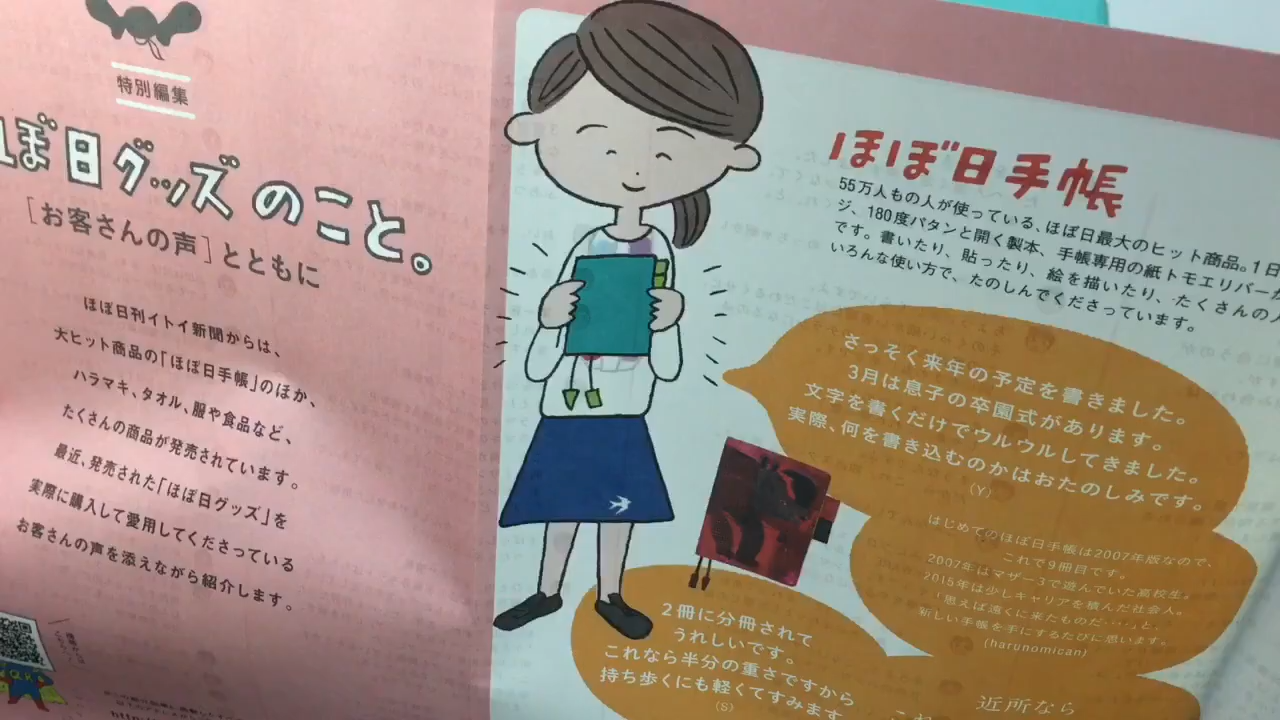 特別編集
ほぼ日グッズのこと。
[お客さんの声]とともに
ほぼ日刊イトイ新聞からは、
大ヒット商品の「ほぼ日手帳」のほか、
ハラマキ、タオル、服や食品など、
たくさんの商品が発売されています。
最近、発売された「ほぼ日グッズ」を
実際に購入して愛用してくださっている
お客さんの声を添えながら紹介します。
ほぼ日手帳
55万人もの人が使っている、ほぼ日最大のヒット商品。1日
ジ、180度パタンと開く製本、手帳専用の紙トモエリバーが
です。書いたり、貼ったり、絵を描いたり、たくさんの人
いろんな使い方で、たのしんでくださっています。
さっそく来年の予定を書きました。
3月は息子の卒園式があります。
文字を書くだけでウルウルしてきました。
実際、何を書き込むのかはおたのしみです。
(Y)
はじめてのほぼ日手帳は2007年版なので、
これで9冊目です。
2007年はマザー3で遊んでいた高校生。
2015年は少しキャリアを積んだ社会人。
「思えば遠くに来たものだ……」と、
新しい手帳を手にするたびに思います。
(harunomican)
2冊に分冊されて
うれしいです。
これなら半分の重さですから
持ち歩くにも軽くてすみます
(S)
近所なら
これ